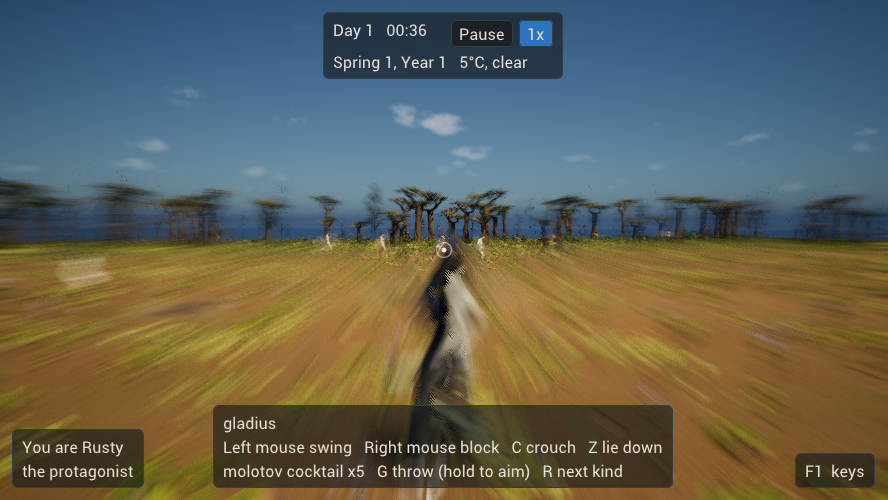 Day 1 00:36 Pause 1x
Spring 1, Year 1 5°C, clear
gladius
Left mouse swing Right mouse block C crouch Z lie down
molotov cocktail x5 G throw (hold to aim) R next kind
You are Rusty
the protagonist
F1 keys